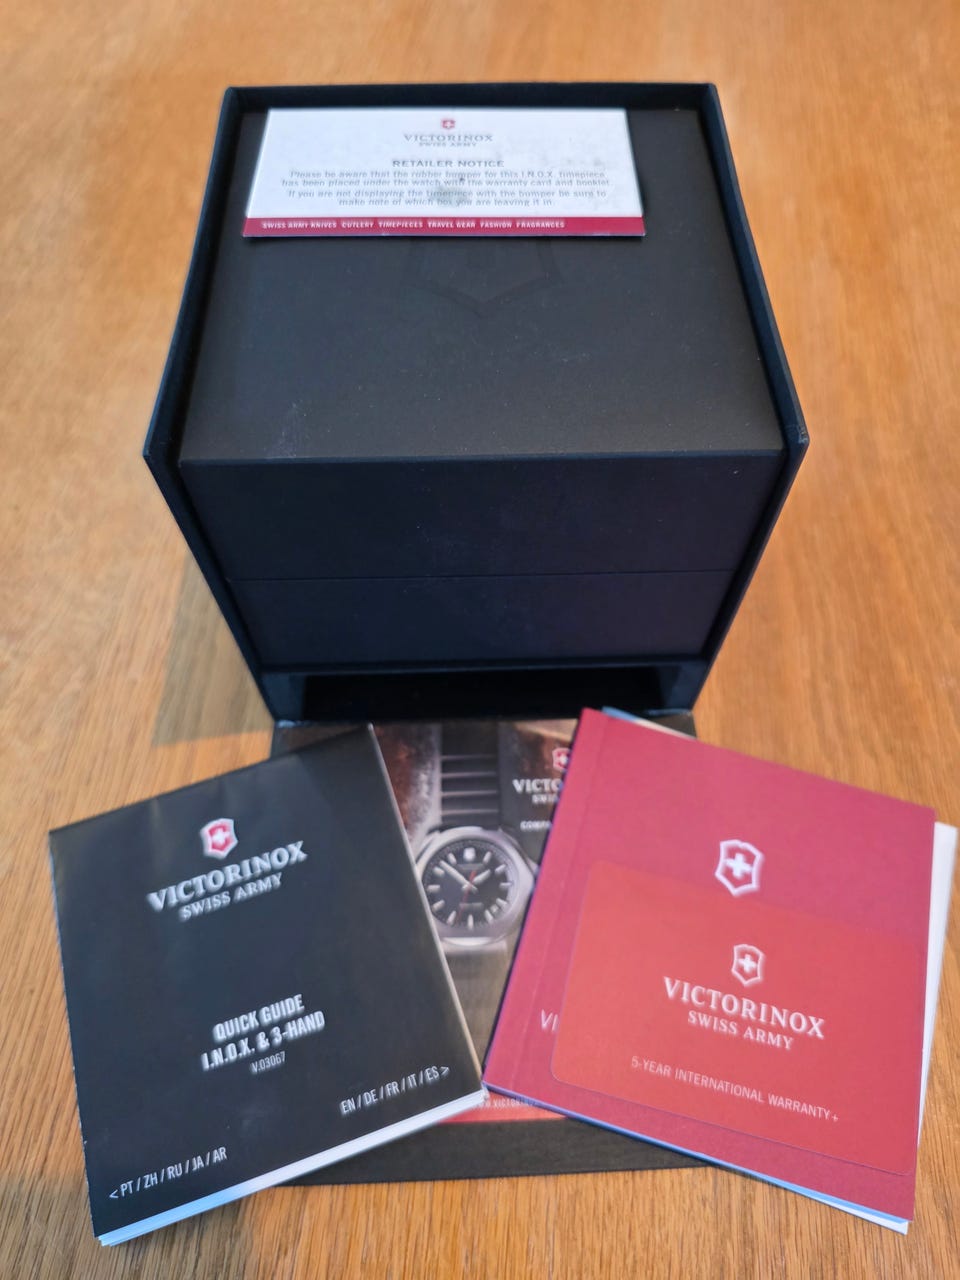 VICTORINOX
SWISS ARMY
RETAILER NOTICE
Please be aware that the rubber bumper for this I.N.O.X. timepiece
has been placed under the watch with the warranty card and booklet.
If you are not displaying the timepiece with the bumper be sure to
make note of which box you are leaving it in.
SWISS ARMY KNIVES CUTLERY TIMEPIECES TRAVEL GEAR FASHION FRAGRANCES
VICTORINOX
SWISS ARMY
QUICK GUIDE
I.N.O.X. & 3-HAND
V.03067
EN / DE / FR / IT / ES >
< PT / ZH / RU / JA / AR
VICTO
SWIS
VI
VICTORINOX
SWISS ARMY
5-YEAR INTERNATIONAL WARRANTY+